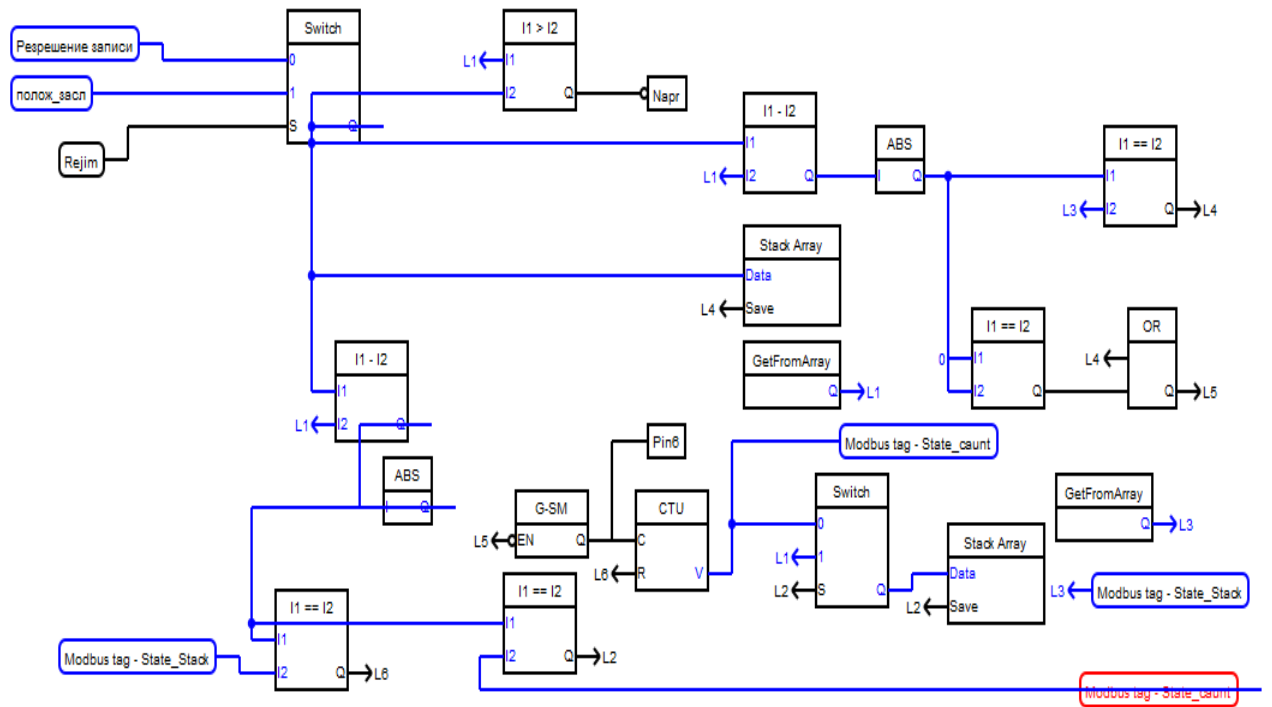 Switch
I1 > I2
Резрешение записи
0
L1
I1
полож_засл
1
I2
Q
Napr
I1 - I2
S
Q
ABS
I1 == I2
Rejim
I1
L1
I2
Q
I
Q
I1
L3
I2
Q
L4
Stack Array
Data
L4
Save
I1 == I2
OR
I1 - I2
GetFromArray
0
I1
L4
I1
Q
L1
I2
Q
Q
L5
L1
I2
Q
Pin6
Modbus tag - State_caunt
ABS
I
Q
Switch
GetFromArray
G-SM
CTU
0
Q
L3
L5
EN
Q
C
Stack Array
L1
1
L6
R
V
L2
S
Q
Data
I1 == I2
L3
Modbus tag - State_Stack
I1 == I2
L2
Save
I1
I1
Modbus tag - State_Stack
I2
Q
L6
I2
Q
L2
Modbus tag - State_caunt